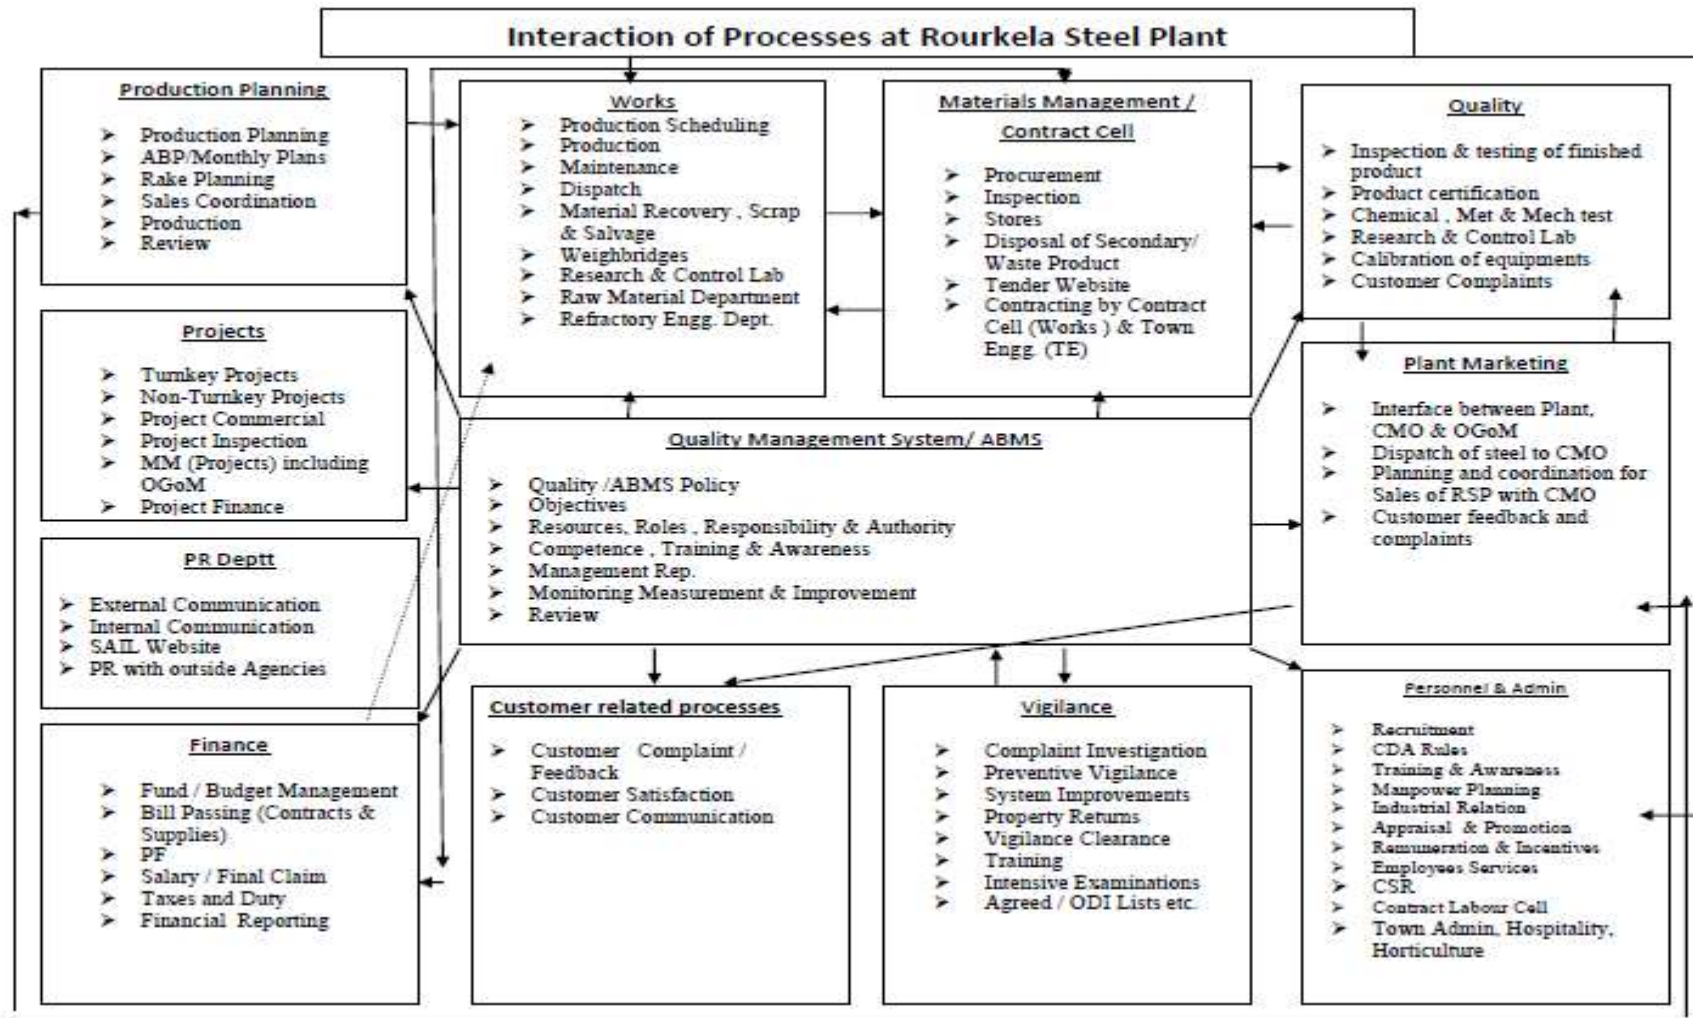 Interaction of Processes at Rourkela Steel Plant
Production Planning
➢ Production Planning
➢ ABP/Monthly Plans
➢ Rake Planning
➢ Sales Coordination
➢ Production
➢ Review
Works
➢ Production Scheduling
➢ Production
➢ Maintenance
➢ Dispatch
➢ Material Recovery , Scrap
& Salvage
➢ Weighbridges
➢ Research & Control Lab
➢ Raw Material Department
➢ Refractory Engg. Dept.
Materials Management /
Contract Cell
➢ Procurement
➢ Inspection
➢ Stores
➢ Disposal of Secondary/
Waste Product
➢ Tender Website
➢ Contracting by Contract
Cell (Works ) & Town
Engg. (TE)
Quality
➢ Inspection & testing of finished
product
➢ Product certification
➢ Chemical , Met & Mech test
➢ Research & Control Lab
➢ Calibration of equipments
➢ Customer Complaints
Projects
➢ Turnkey Projects
➢ Non-Turnkey Projects
➢ Project Commercial
➢ Project Inspection
➢ MM (Projects) including
OGoM
➢ Project Finance
Quality Management System/ ABMS
➢ Quality /ABMS Policy
➢ Objectives
➢ Resources, Roles , Responsibility & Authority
➢ Competence , Training & Awareness
➢ Management Rep.
➢ Monitoring Measurement & Improvement
➢ Review
Plant Marketing
➢ Interface between Plant,
CMO & OGoM
➢ Dispatch of steel to CMO
➢ Planning and coordination for
Sales of RSP with CMO
➢ Customer feedback and
complaints
PR Deptt
➢ External Communication
➢ Internal Communication
➢ SAIL Website
➢ PR with outside Agencies
Finance
➢ Fund / Budget Management
➢ Bill Passing (Contracts &
Supplies)
➢ PF
➢ Salary / Final Claim
➢ Taxes and Duty
➢ Financial Reporting
Customer related processes
➢ Customer Complaint /
Feedback
➢ Customer Satisfaction
➢ Customer Communication
Vigilance
➢ Complaint Investigation
➢ Preventive Vigilance
➢ System Improvements
➢ Property Returns
➢ Vigilance Clearance
➢ Training
➢ Intensive Examinations
➢ Agreed / ODI Lists etc.
Personnel & Admin
➢ Recruitment
➢ CDA Rules
➢ Training & Awareness
➢ Manpower Planning
➢ Industrial Relation
➢ Appraisal & Promotion
➢ Remuneration & Incentives
➢ Employees Services
➢ CSR
➢ Contract Labour Cell
➢ Town Admin, Hospitality,
Horticulture